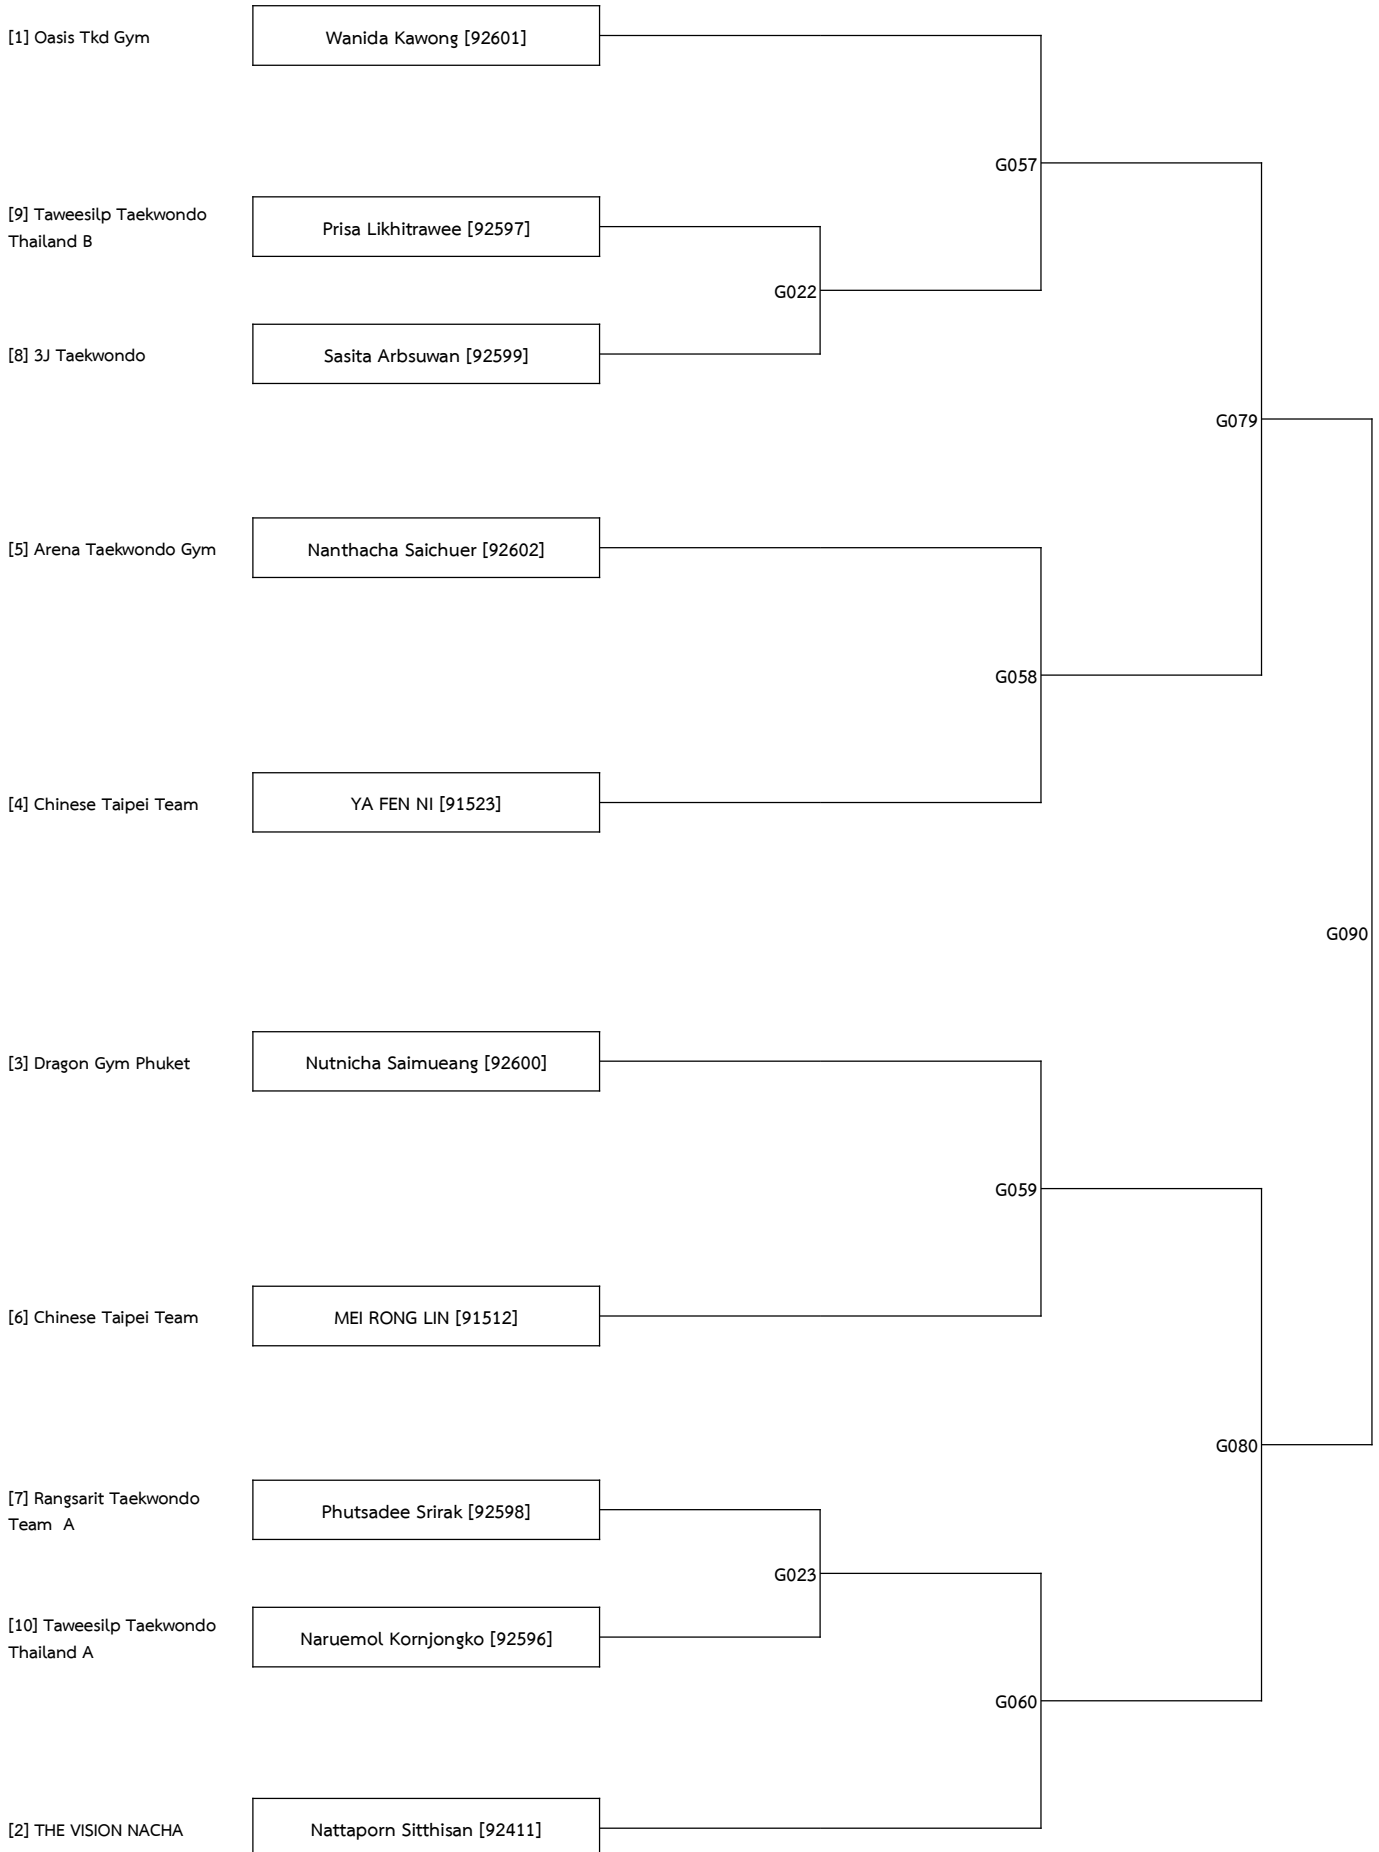 [1] Oasis Tkd Gym
Wanida Kawong [92601]
G057
[9] Taweesilp Taekwondo
Thailand B
Prisa Likhitrawee [92597]
G022
[8] 3J Taekwondo
Sasita Arbsuwan [92599]
G079
[5] Arena Taekwondo Gym
Nanthacha Saichuer [92602]
G058
[4] Chinese Taipei Team
YA FEN NI [91523]
G090
[3] Dragon Gym Phuket
Nutnicha Saimueang [92600]
G059
[6] Chinese Taipei Team
MEI RONG LIN [91512]
G080
[7] Rangsarit Taekwondo
Team  A
Phutsadee Srirak [92598]
G023
[10] Taweesilp Taekwondo
Thailand A
Naruemol Kornjongko [92596]
G060
[2] THE VISION NACHA
Nattaporn Sitthisan [92411]